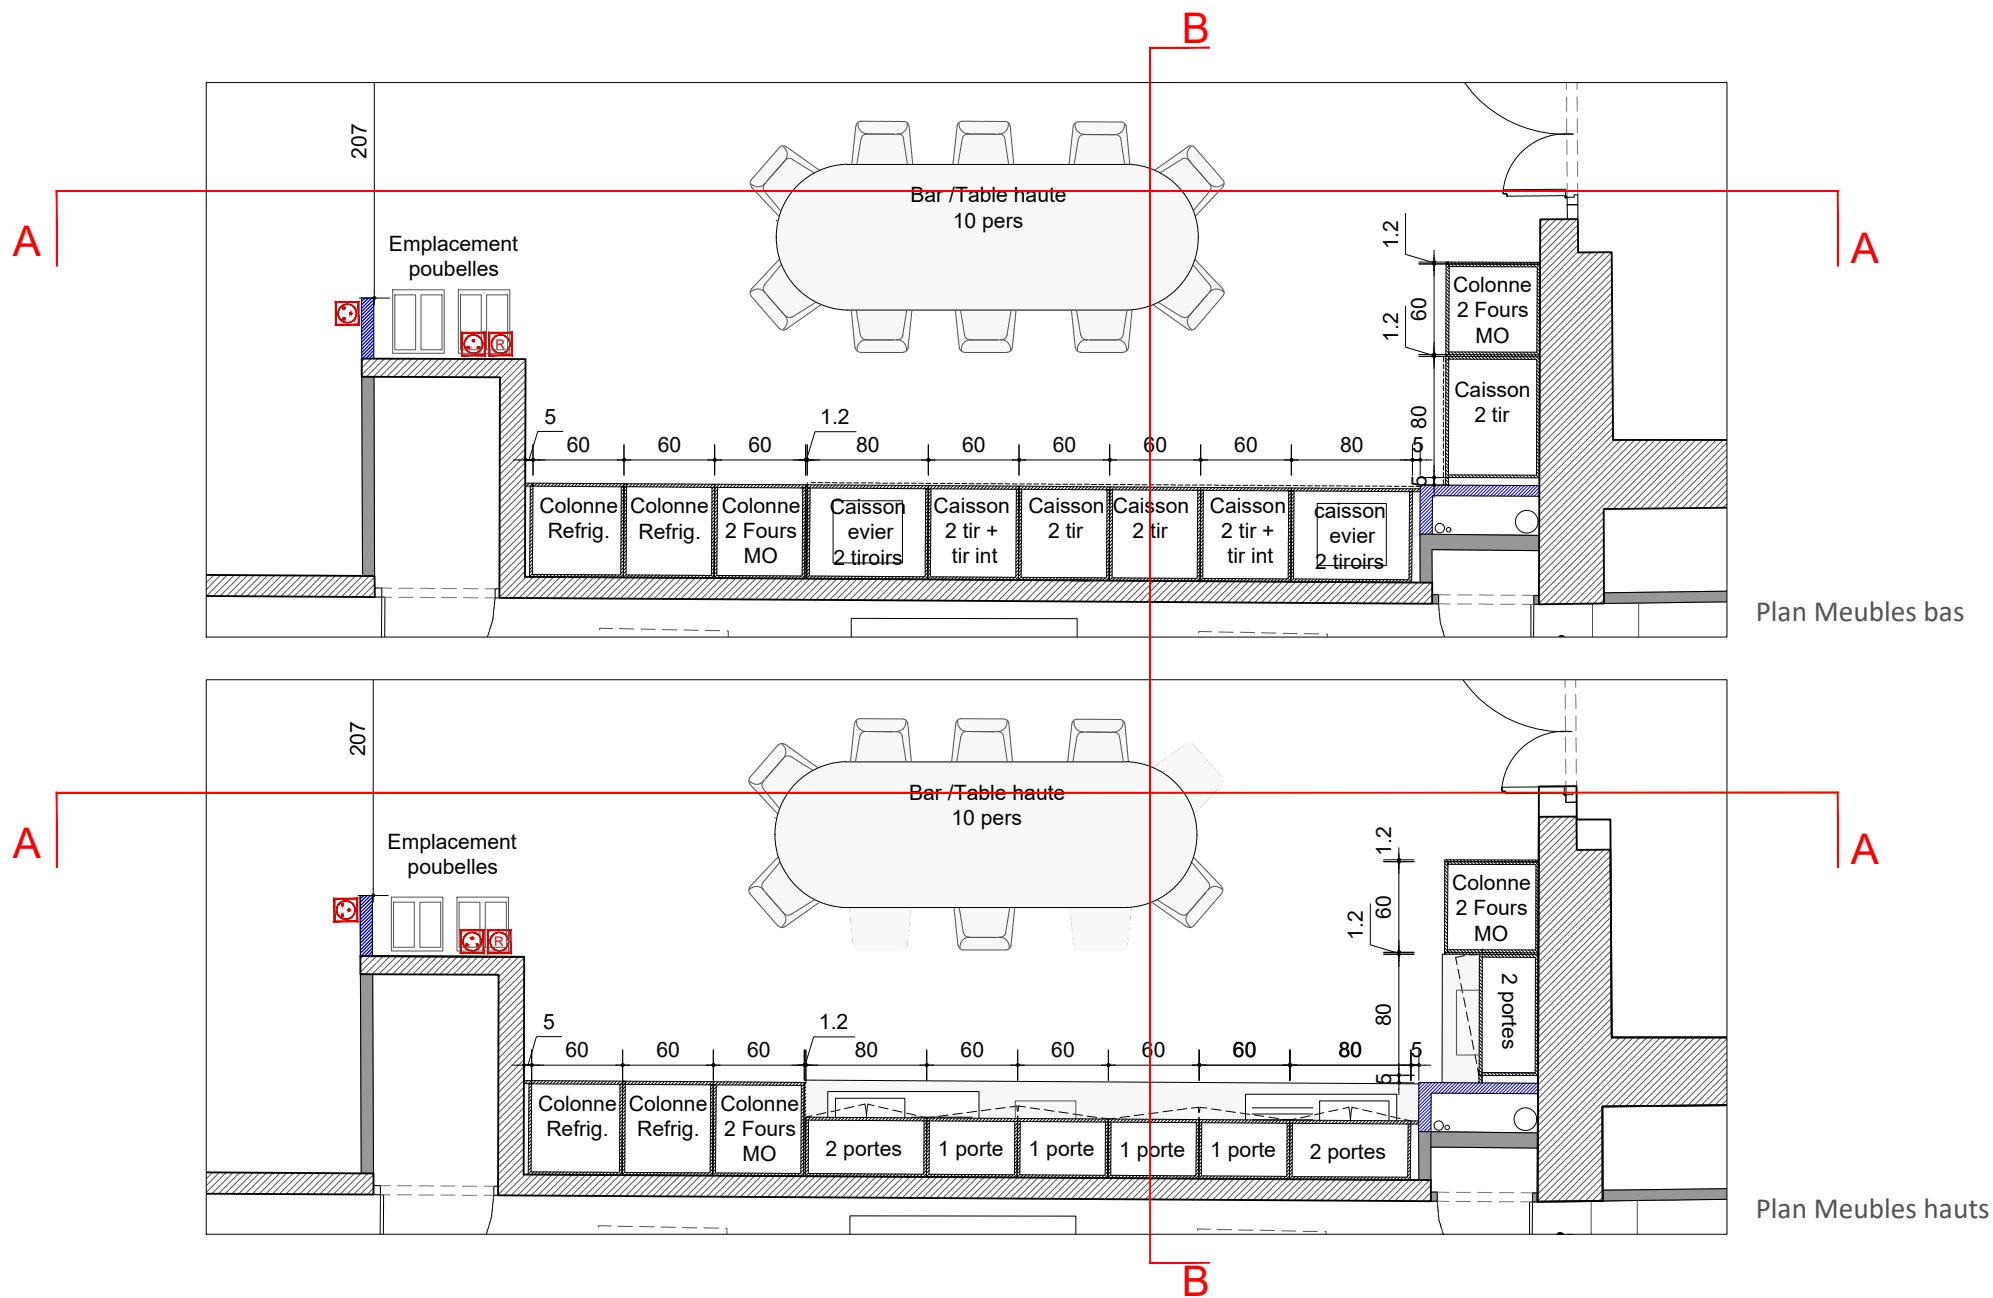 B
207
Bar /Table haute
10 pers
A
A
Emplacement
poubelles
R
1.2
60
1.2
80
5
Colonne
2 Fours
MO
Caisson
2 tir
5
60
60
60
1.2
80
60
60
60
60
80
5
Colonne
Refrig.
Colonne
Refrig.
Colonne
2 Fours
MO
Caisson
evier
2 tiroirs
Caisson
2 tir +
tir int
Caisson
2 tir
Caisson
2 tir
Caisson
2 tir +
tir int
caisson
evier
2 tiroirs
Plan Meubles bas
207
Bar /Table haute
10 pers
A
A
Emplacement
poubelles
R
1.2
60
1.2
80
5
Colonne
2 Fours
MO
2 portes
5
60
60
60
1.2
80
60
60
60
60
80
5
Colonne
Refrig.
Colonne
Refrig.
Colonne
2 Fours
MO
2 portes
1 porte
1 porte
1 porte
1 porte
2 portes
Plan Meubles hauts
B